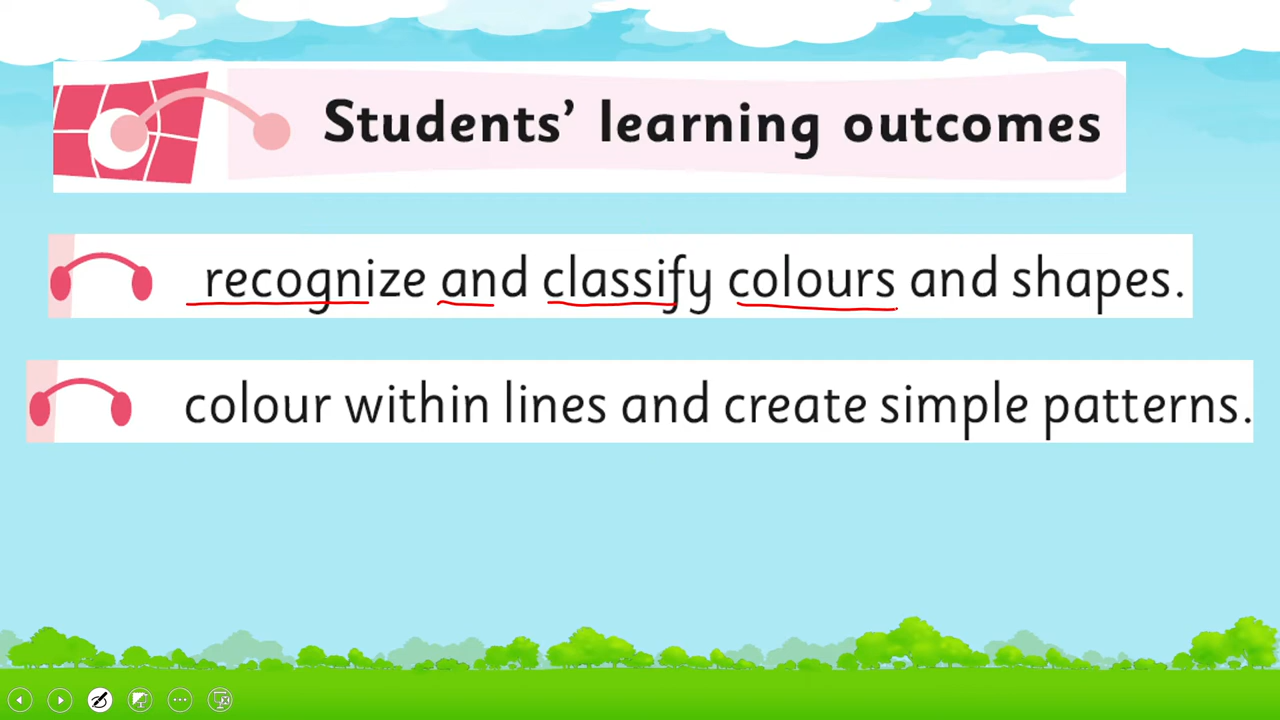 Students’ learning outcomes
recognize and classify colours and shapes.
colour within lines and create simple patterns.